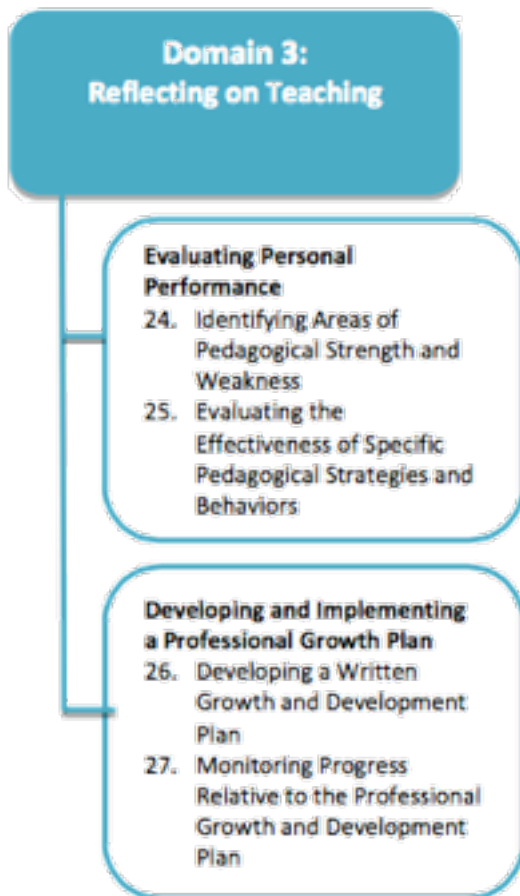 Domain 3:
Reflecting on Teaching
Evaluating Personal
Performance
24. Identifying Areas of
Pedagogical Strength and
Weakness
25. Evaluating the
Effectiveness of Specific
Pedagogical Strategies and
Behaviors
Developing and Implementing
a Professional Growth Plan
26. Developing a Written
Growth and Development
Plan
27. Monitoring Progress
Relative to the Professional
Growth and Development
Plan